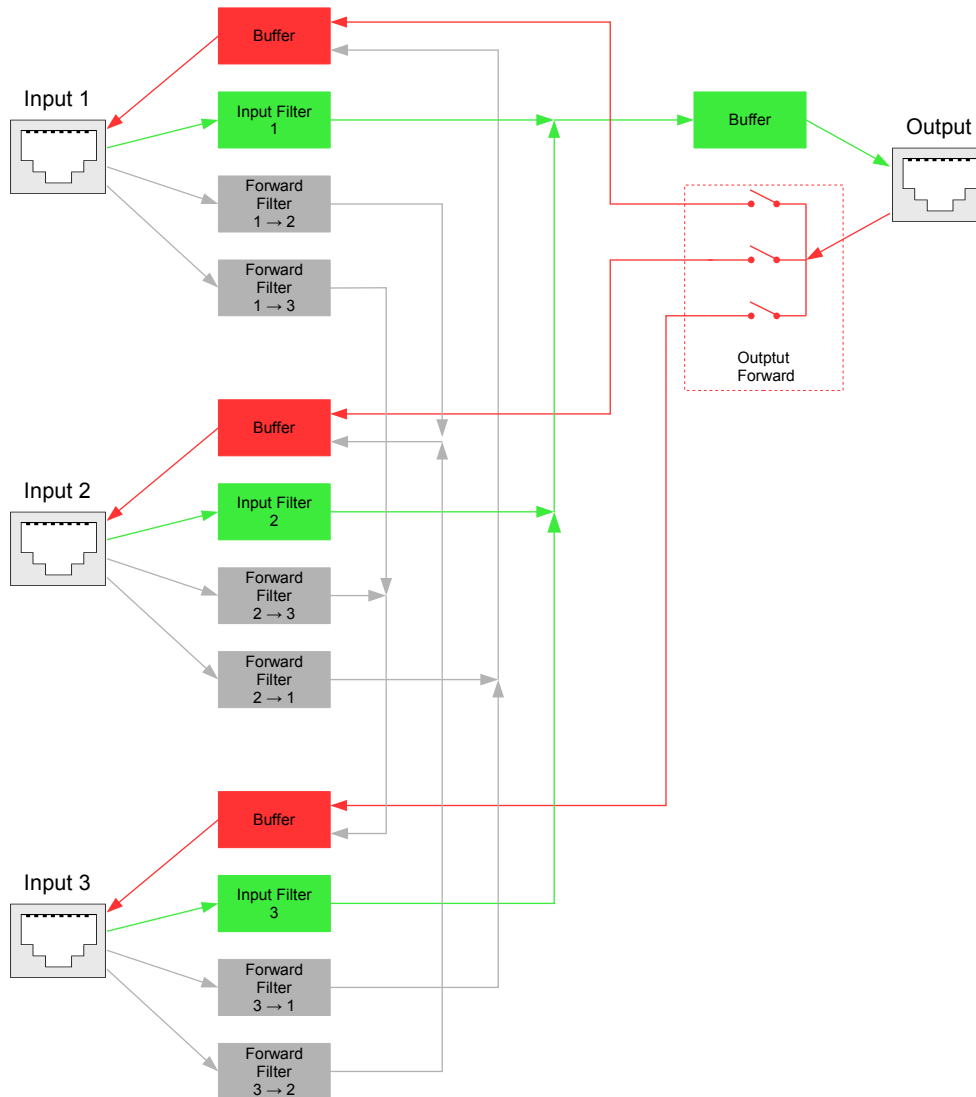 Buffer
Input 1
Input Filter
1
Buffer
Output
Forward
Filter
1 → 2
Forward
Filter
1 → 3
Outptut
Forward
Buffer
Input 2
Input Filter
2
Forward
Filter
2 → 3
Forward
Filter
2 → 1
Buffer
Input 3
Input Filter
3
Forward
Filter
3 → 1
Forward
Filter
3 → 2